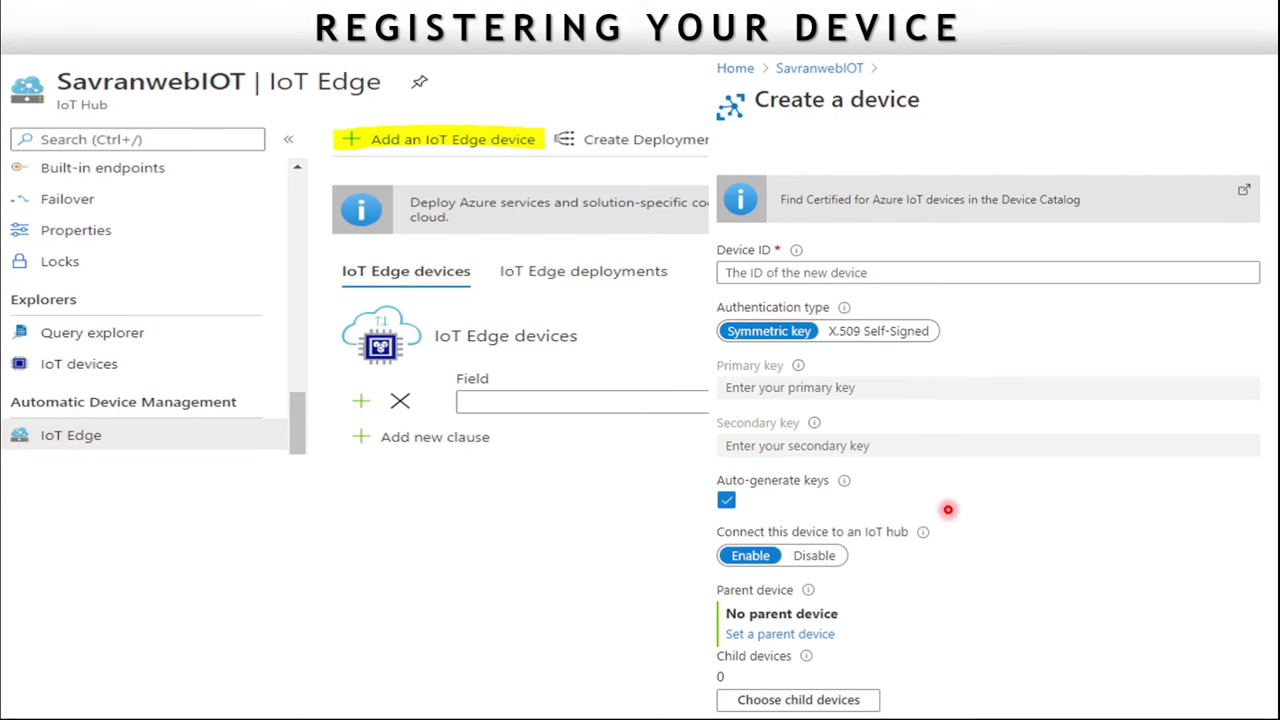 REGISTERING YOUR DEVICE
SavranwebIOT | IoT Edge
IoT Hub
Search (Ctrl+/)
«
Built-in endpoints
Failover
Properties
Locks
Explorers
Query explorer
IoT devices
Automatic Device Management
IoT Edge
Add an IoT Edge device
Create Deploymen
Deploy Azure services and solution-specific co
cloud.
IoT Edge devices
IoT Edge deployments
IoT Edge devices
Field
Add new clause
Home > SavranwebIOT >
Create a device
Find Certified for Azure IoT devices in the Device Catalog
Device ID *
The ID of the new device
Authentication type
Symmetric key X.509 Self-Signed
Primary key
Enter your primary key
Secondary key
Enter your secondary key
Auto-generate keys
Connect this device to an IoT hub
Enable Disable
Parent device
No parent device
Set a parent device
Child devices
0
Choose child devices